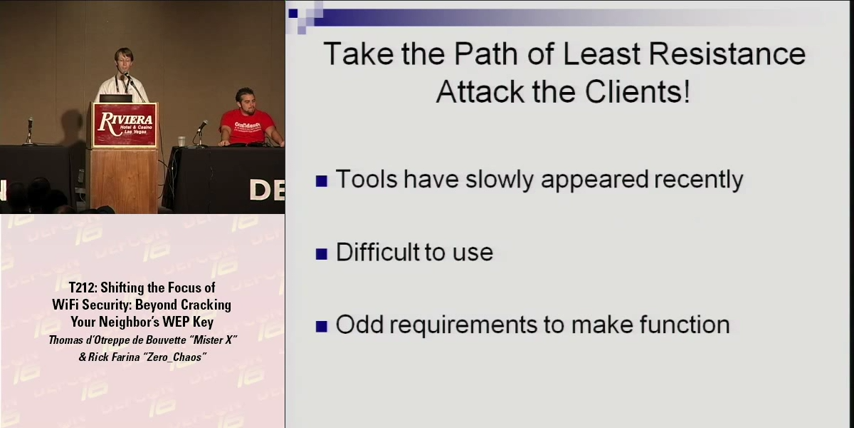 Take the Path of Least Resistance
Attack the Clients!
Tools have slowly appeared recently
Difficult to use
Odd requirements to make function
RIVIERA
Hotel & Casino
Las Vegas
DE
T212: Shifting the Focus of
WiFi Security: Beyond Cracking
Your Neighbor's WEP Key
Thomas d'Otreppe de Bouvette "Mister X"
& Rick Farina "Zero_Chaos"